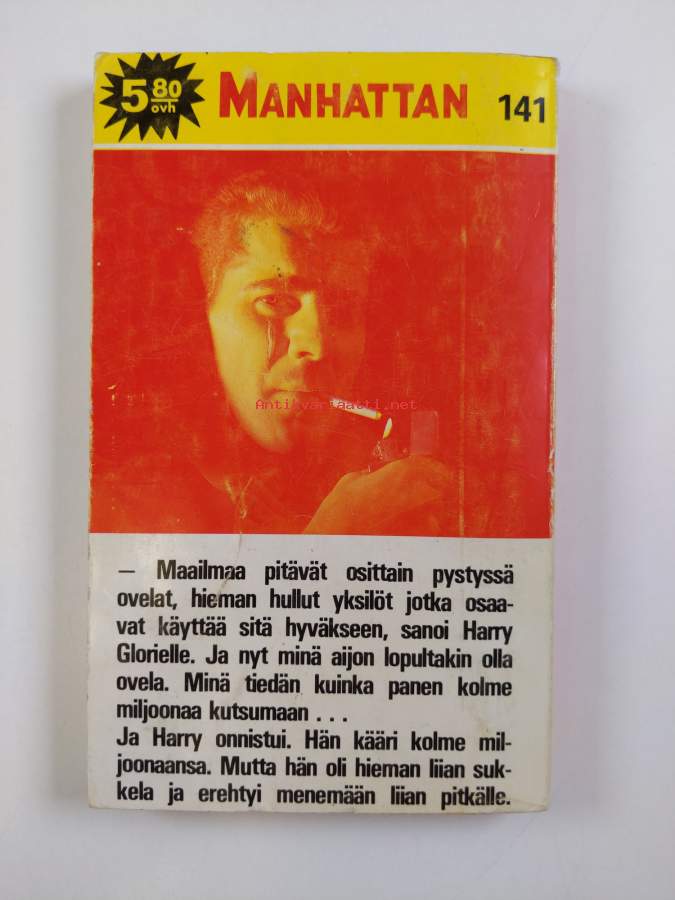 5 80
ovh
MANHATTAN
141
Antikvariaatti.net
— Maailmaa pitävät osittain pystyssä
ovelat, hieman hullut yksilöt jotka osaa-
vat käyttää sitä hyväkseen, sanoi Harry
Glorielle. Ja nyt minä aijon lopultakin olla
ovela. Minä tiedän kuinka panen kolme
miljoonaa kutsumaan . . .
Ja Harry onnistui. Hän kääri kolme mil-
joonaansa. Mutta hän oli hieman liian suk-
kela ja erehtyi menemään liian pitkälle.